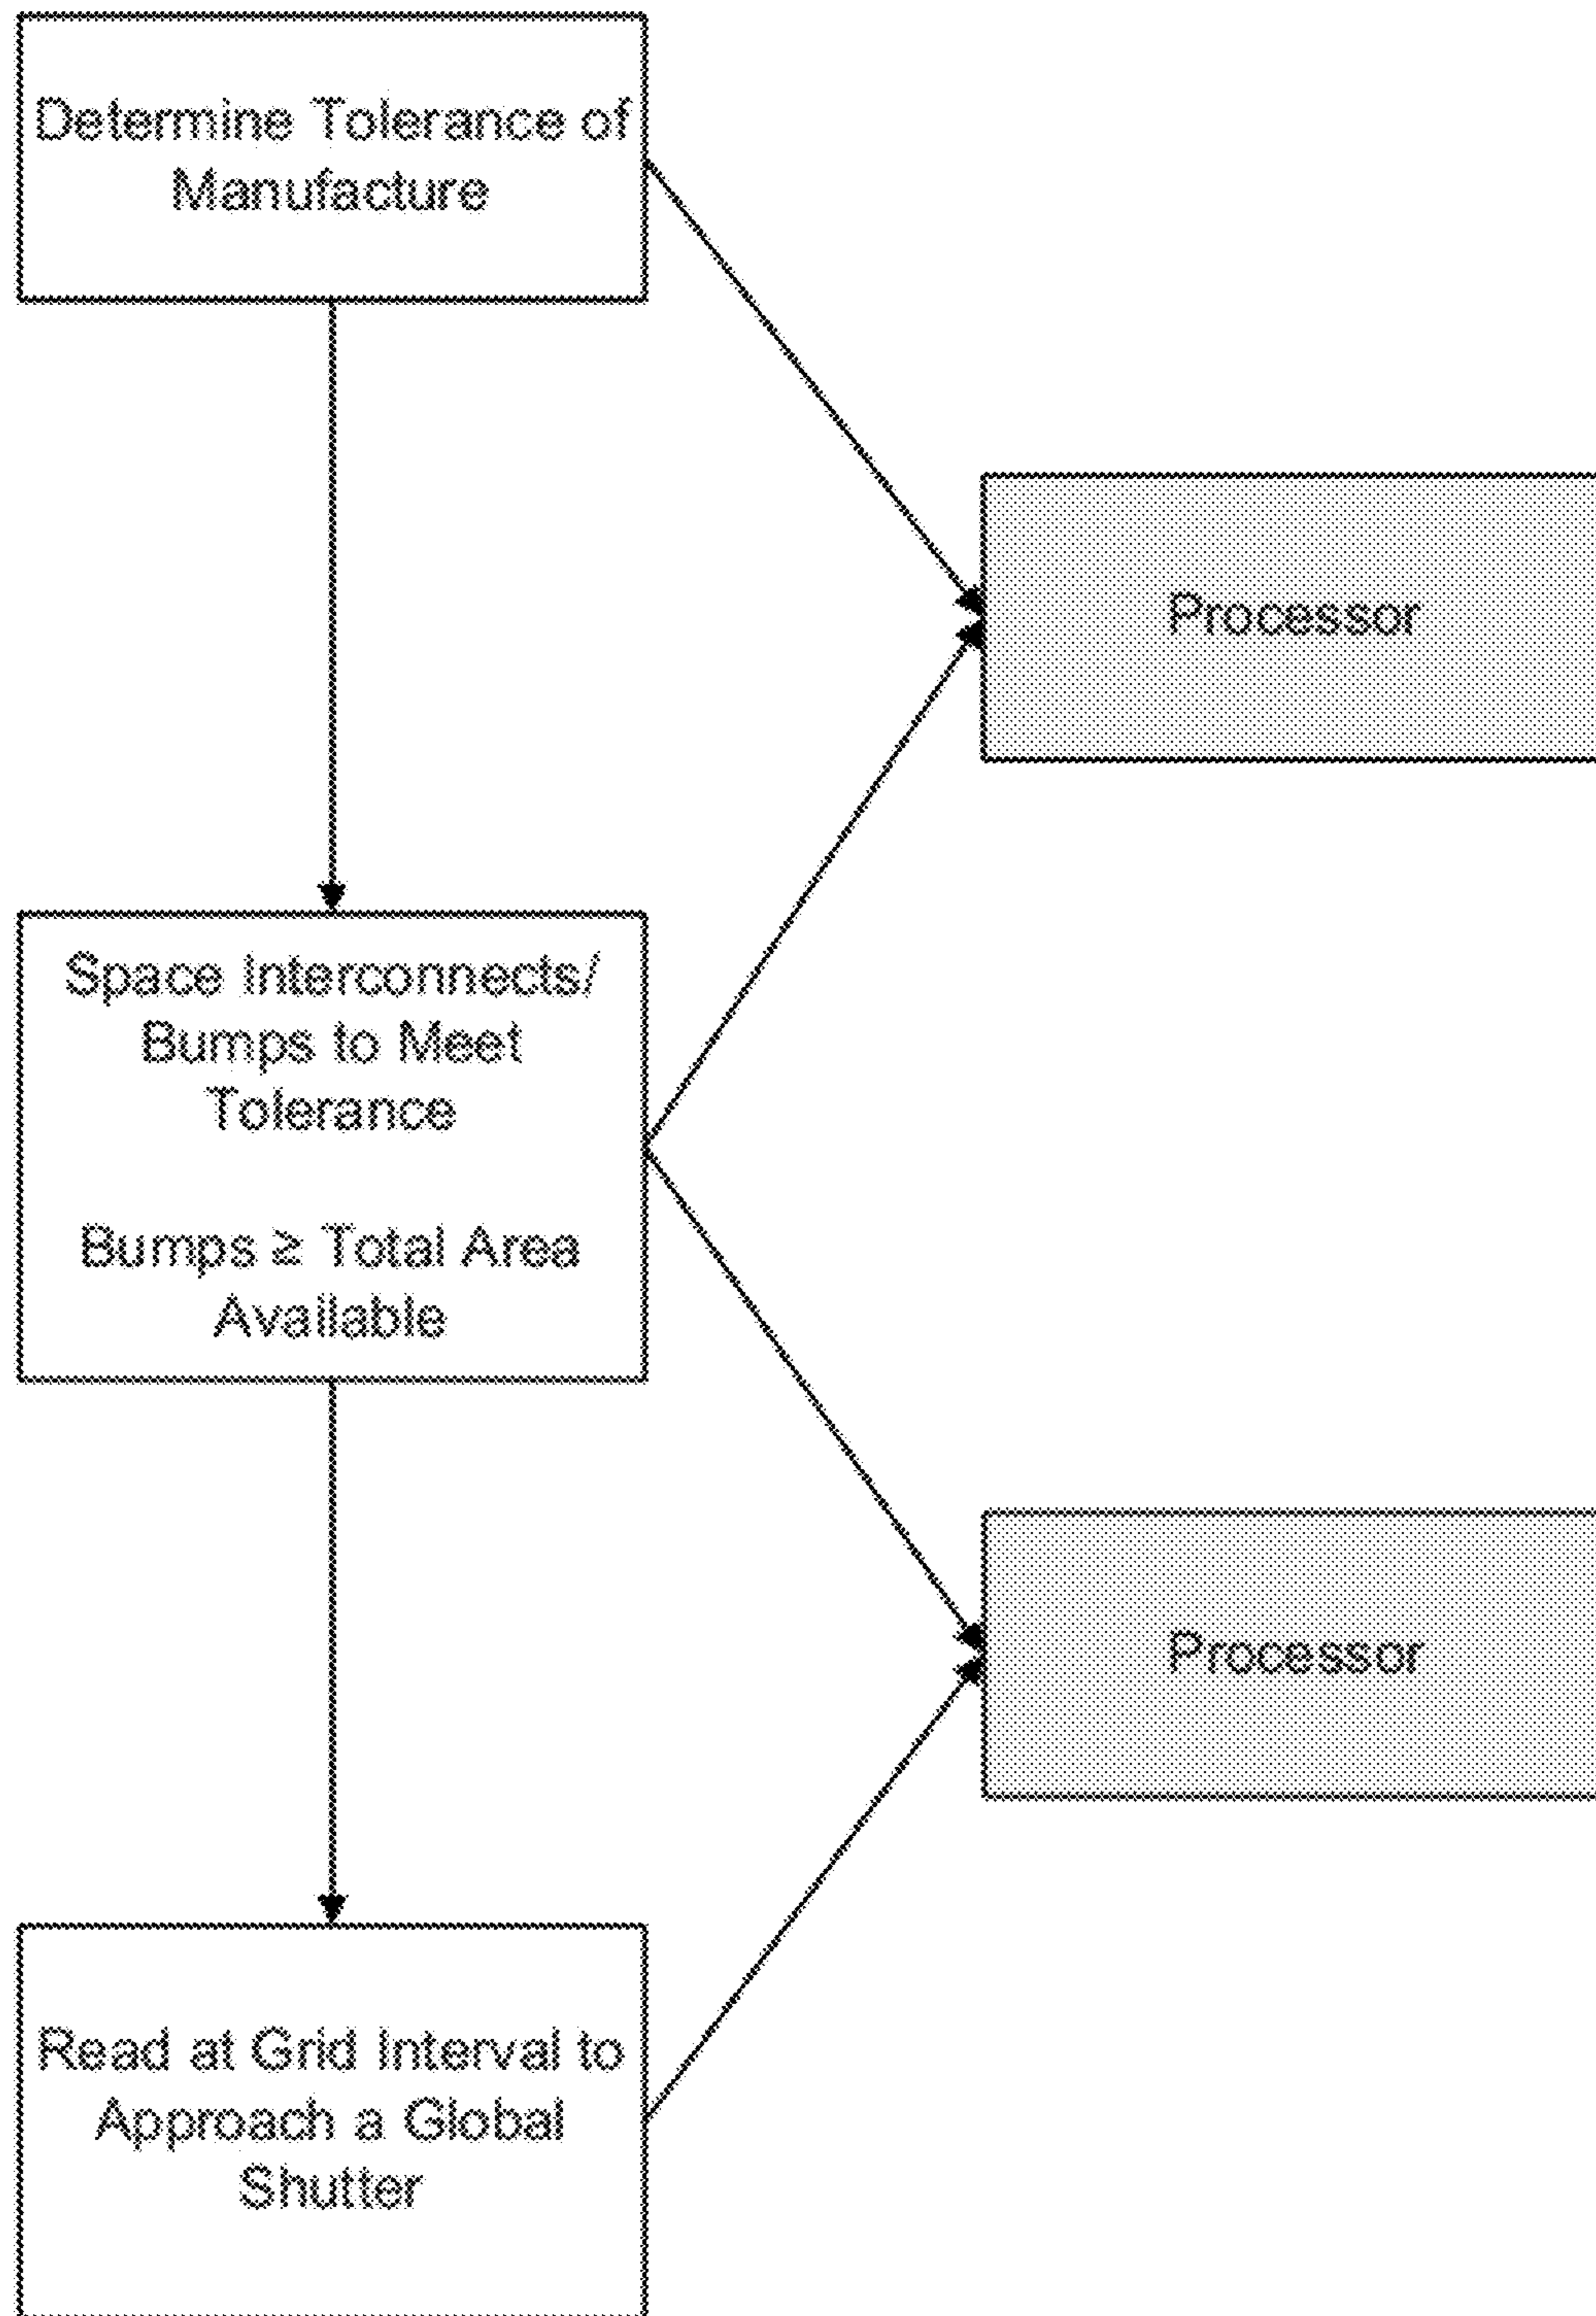 Determine Tolerance of
Manufacture
Processor
Space Interconnects/
Bumps to Meet
Tolerance
Bumps ≥ Total Area
Available
Processor
Read at Grid Interval to
Approach a Global
Shutter